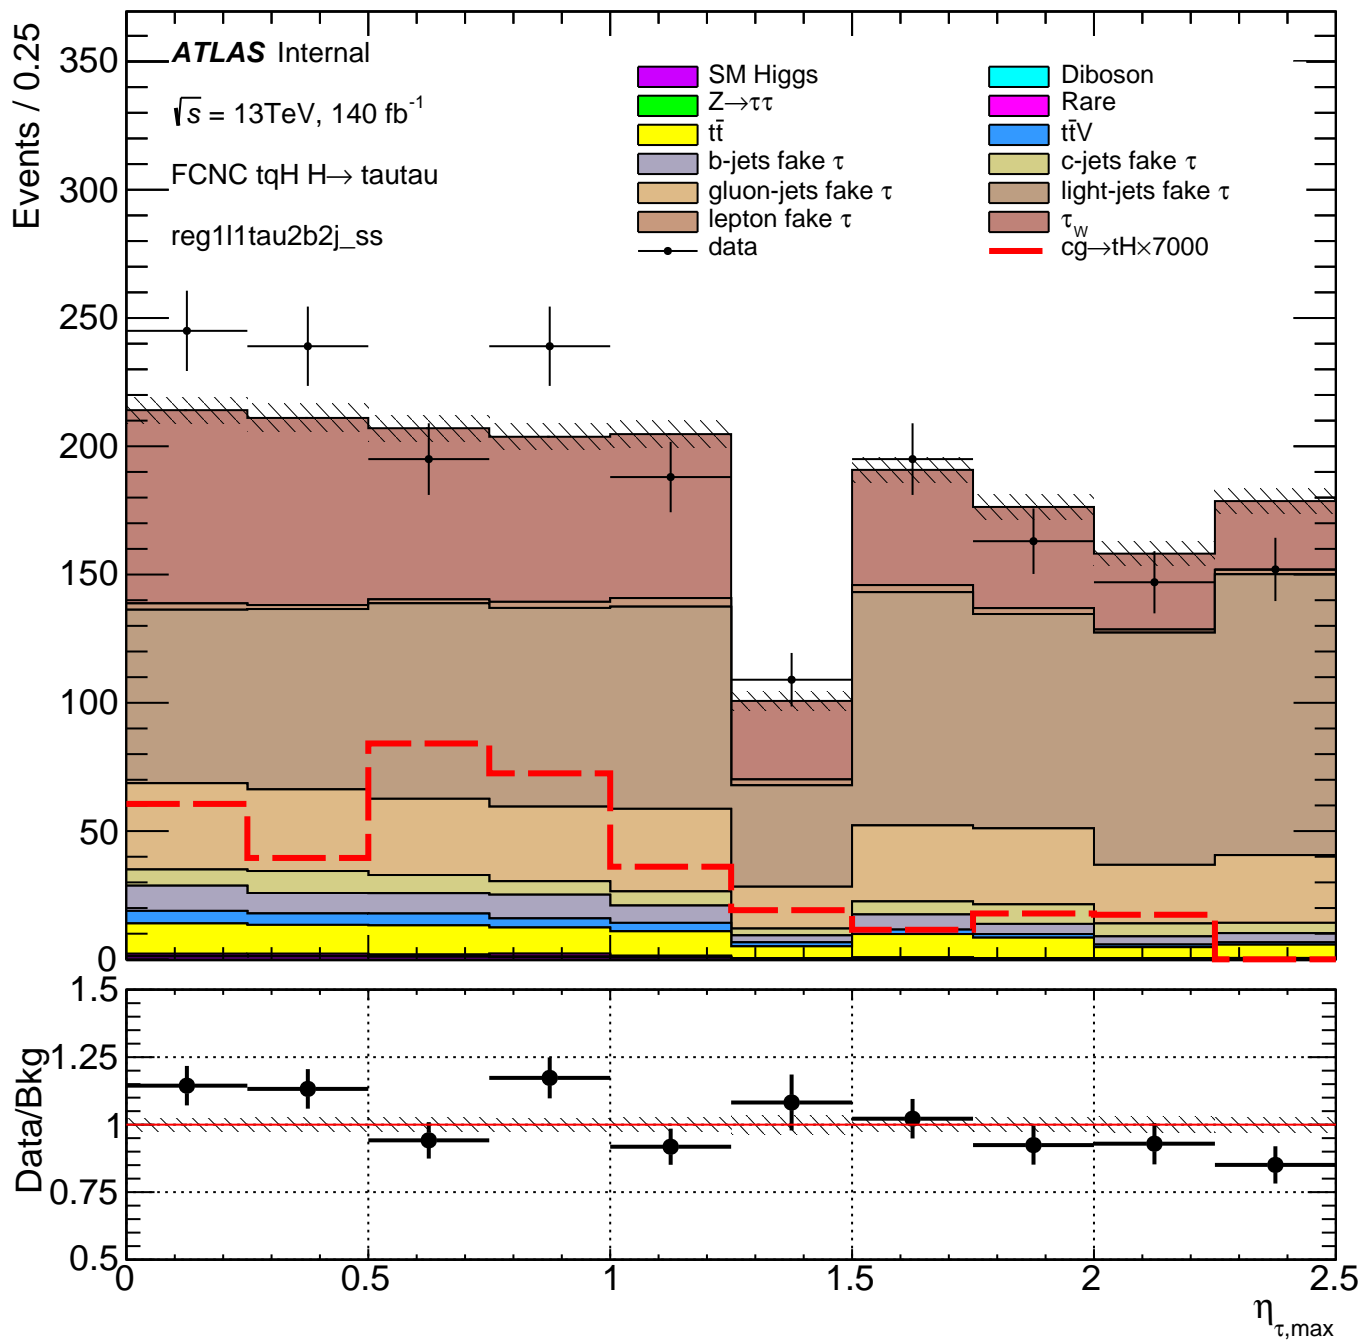 Events / 0.25
350
300
250
200
150
100
50
0
ATLAS Internal
√s = 13TeV, 140 fb⁻¹
FCNC tqH H→ tautau
reg1l1tau2b2j_ss
SM Higgs
Diboson
Z→ττ
Rare
tt̄
tt̄V
b-jets fake τ
c-jets fake τ
gluon-jets fake τ
light-jets fake τ
lepton fake τ
τ_W
data
cg→tH×7000
Data/Bkg
1.5
1.25
1
0.75
0.5
0 0.5 1 1.5 2 2.5
η_τ,max